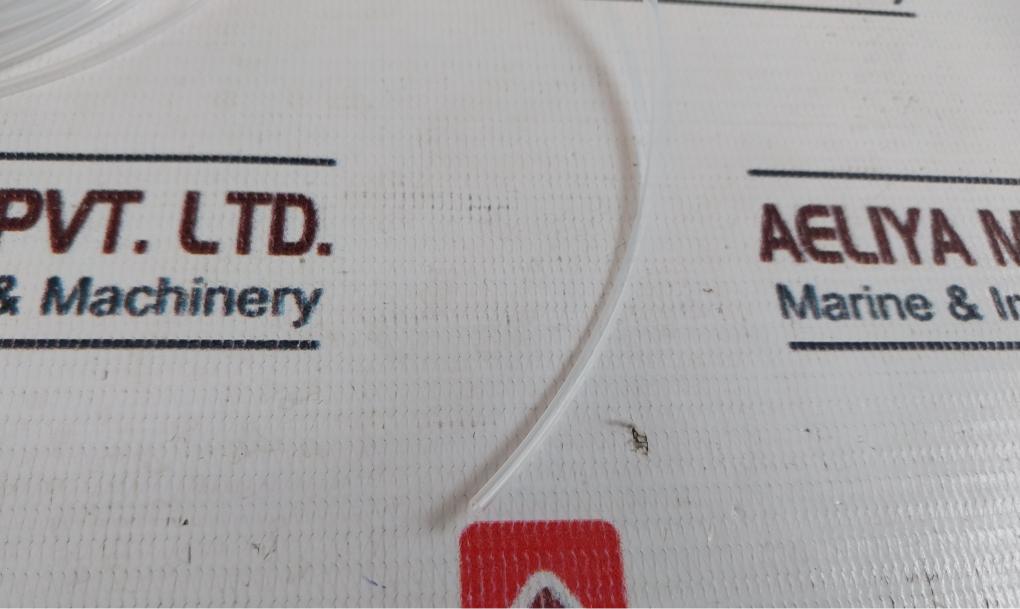 PVT. LTD.
& Machinery
AELIYA M
Marine & In